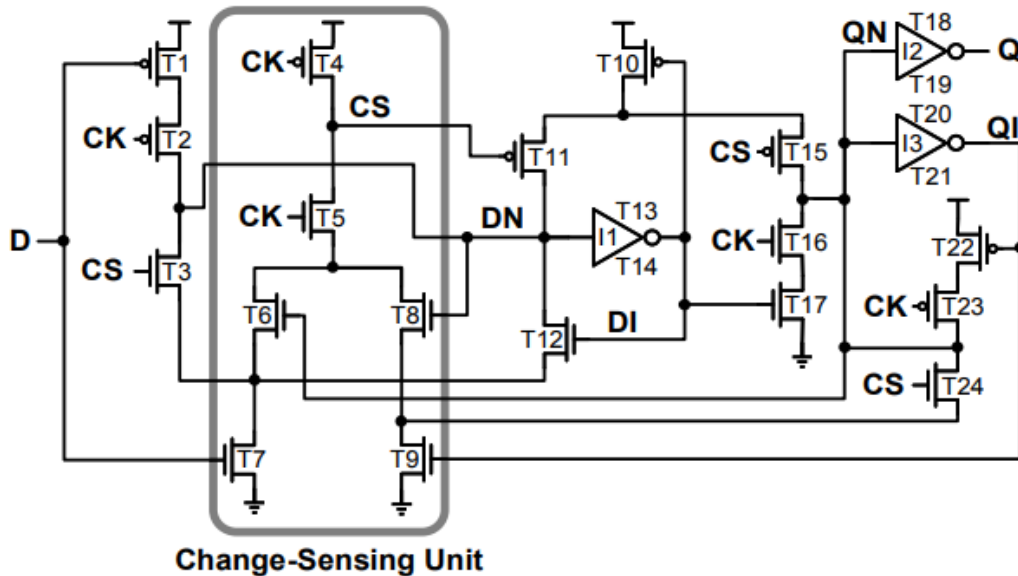 T18
QN
I2
Q
T19
T1
CK
T4
T10
T20
QI
I3
T21
CK
T2
CS
T11
CS
T15
CK
T5
DN
T13
I1
T14
CK
T16
T22
D
CS
T3
T6
T8
T12
DI
T17
CK
T23
CS
T24
T7
T9
Change-Sensing Unit